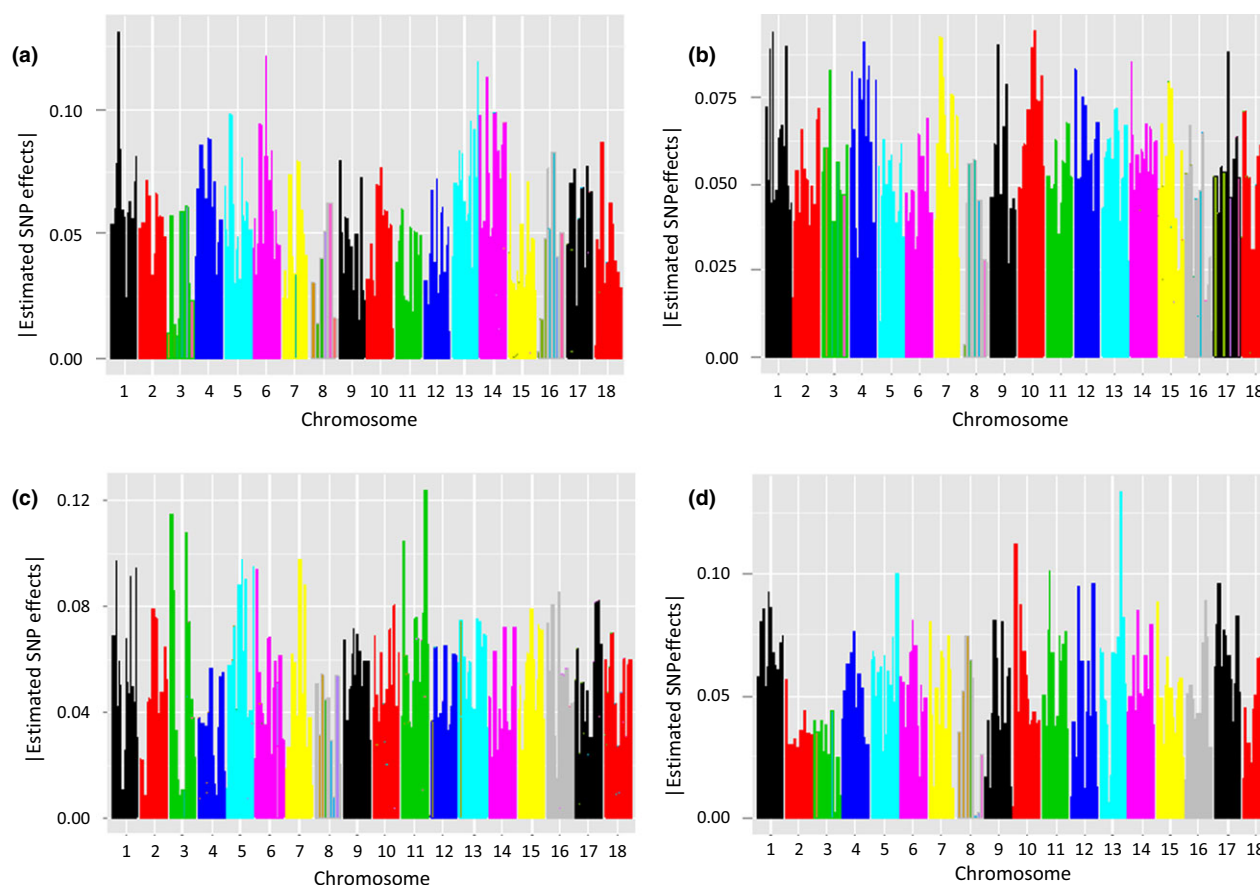 (a)
|Estimated SNP effects|
0.10
0.05
0.00
1 2 3 4 5 6 7 8 9 10 11 12 13 14 15 16 17 18
Chromosome
(b)
|Estimated SNPeffects|
0.075
0.050
0.025
0.00
1 2 3 4 5 6 7 8 9 10 11 12 13 14 15 16 17 18
Chromosome
(c)
|Estimated SNP effects|
0.12
0.08
0.04
0.00
1 2 3 4 5 6 7 8 9 10 11 12 13 14 15 16 17 18
Chromosome
(d)
|Estimated SNPeffects|
0.10
0.05
0.00
1 2 3 4 5 6 7 8 9 10 11 12 13 14 15 16 17 18
Chromosome